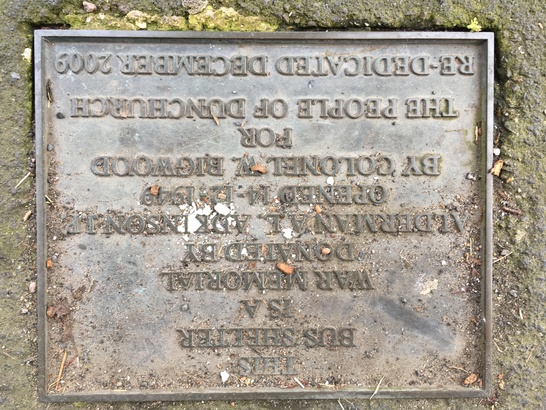 THIS
BUS SHELTER
IS A
WAR MEMORIAL
DONATED BY
ALDERMAN A.E. ATKINSON J.P.
OPENED 14-12-1949
BY COLONEL W. BIGWOOD
FOR
THE PEOPLE OF DUNCHURCH
RE-DEDICATED DECEMBER 2009